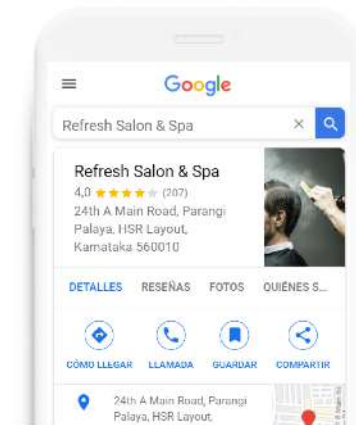 Google
Refresh Salon & Spa
Refresh Salon & Spa
4,0 (207)
24th A Main Road, Parangi
Palaya, HSR Layout,
Karnataka 560010
DETALLES RESEÑAS FOTOS QUIÉNES S...
CÓMO LLEGAR LLAMADA GUARDAR COMPARTIR
24th A Main Road, Parangi
Palaya, HSR Layout,